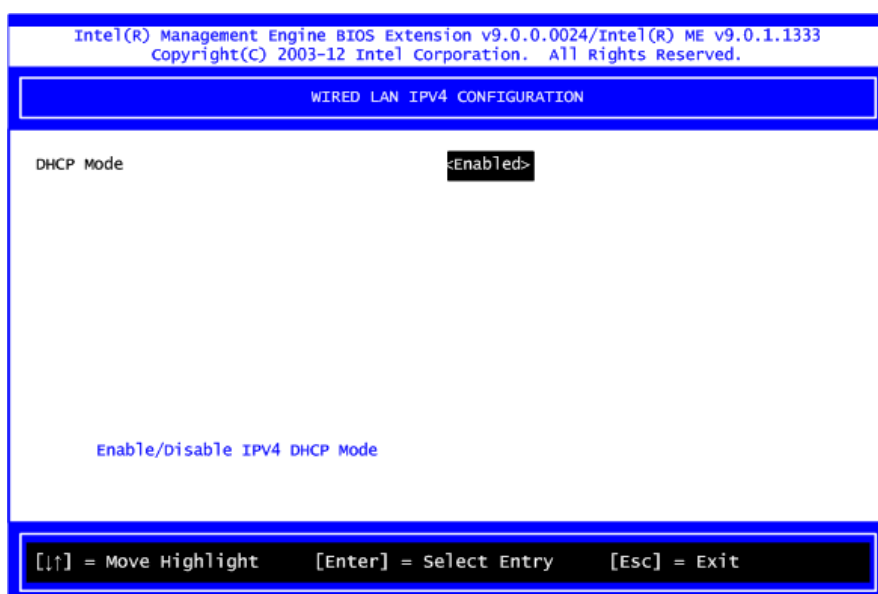 Intel(R) Management Engine BIOS Extension v9.0.0.0024/Intel(R) ME v9.0.1.1333
Copyright(C) 2003-12 Intel Corporation. All Rights Reserved.
WIRED LAN IPV4 CONFIGURATION
DHCP Mode <Enabled>
Enable/Disable IPV4 DHCP Mode
[↓↑] = Move Highlight [Enter] = Select Entry [Esc] = Exit